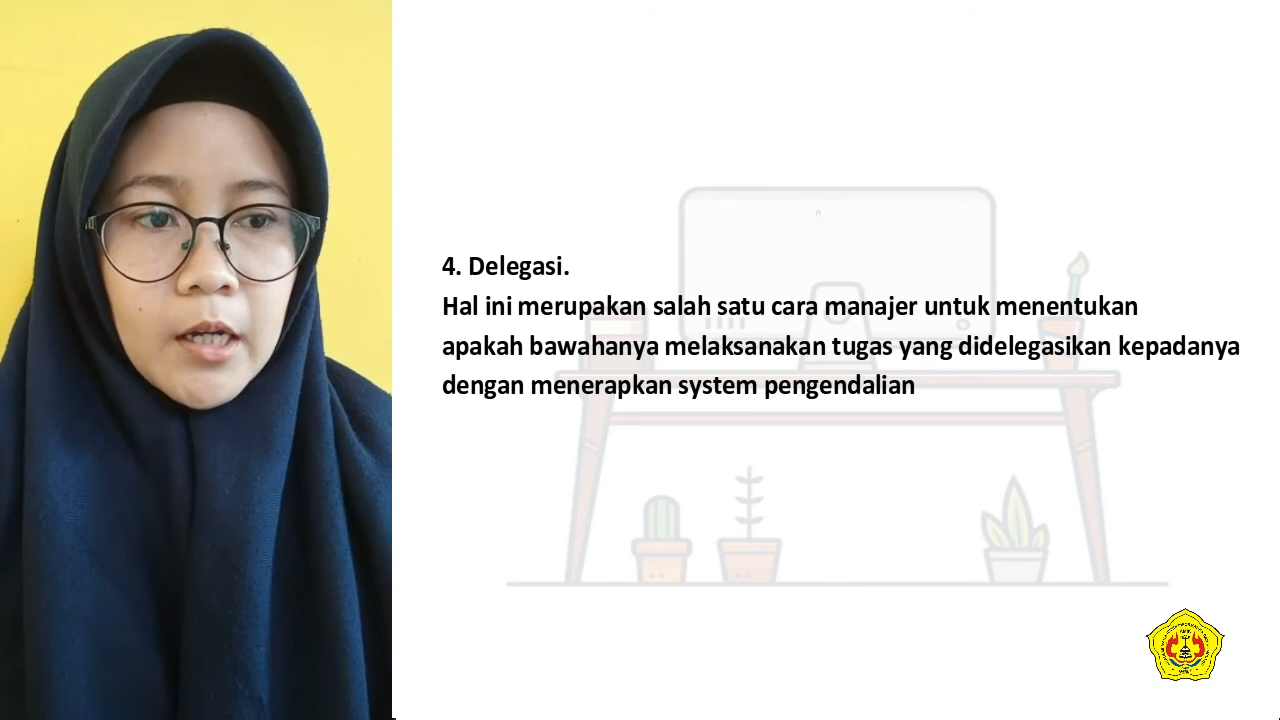 4. Delegasi.
Hal ini merupakan salah satu cara manajer untuk menentukan
apakah bawahanya melaksanakan tugas yang didelegasikan kepadanya
dengan menerapkan system pengendalian